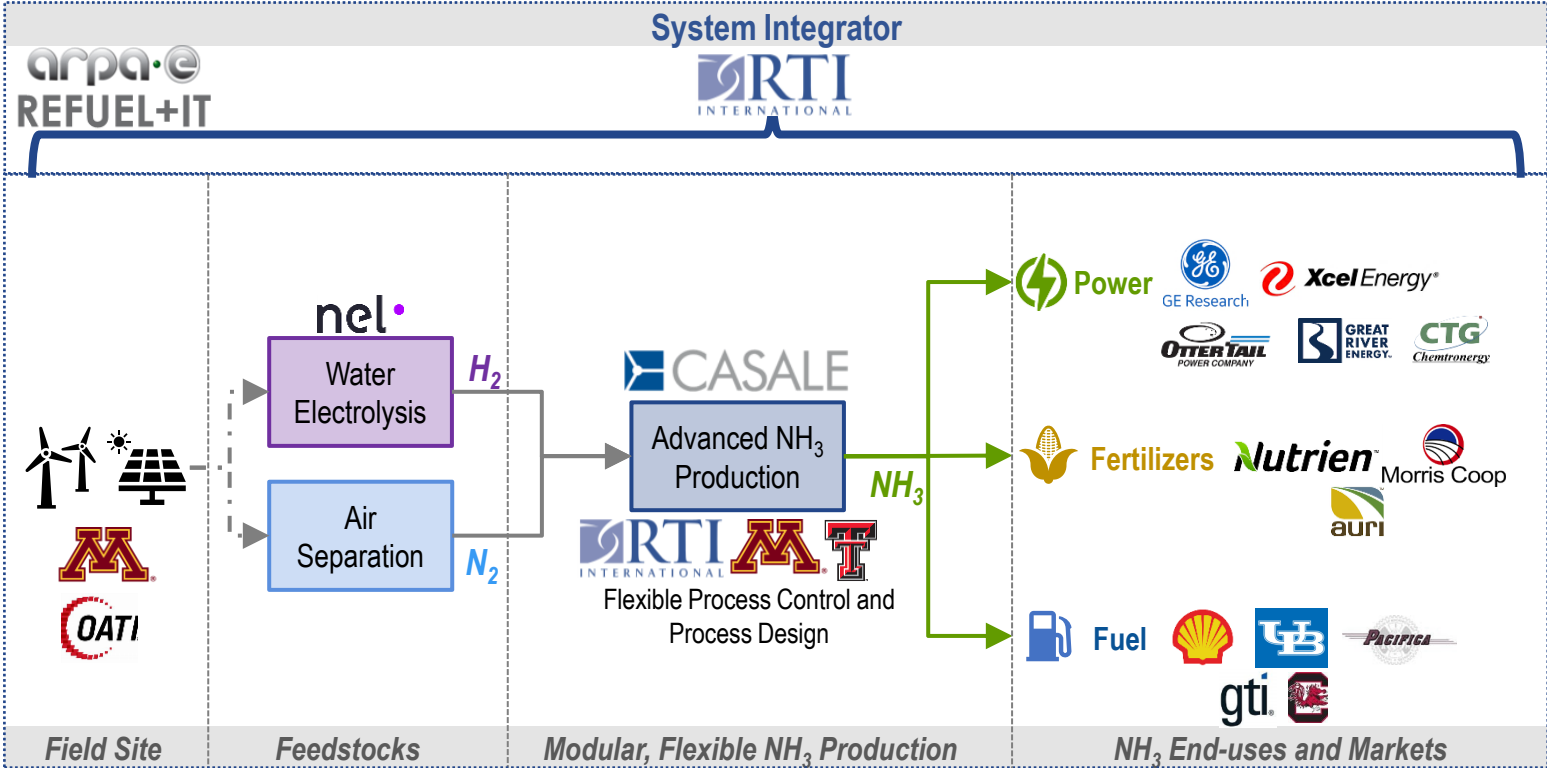 System Integrator
arpa·e
REFUEL+IT
RTI
INTERNATIONAL
nel
Water
Electrolysis
H2
Air
Separation
N2
M
OATI
CASALE
Advanced NH3
Production
NH3
RTI
INTERNATIONAL
M
T
Flexible Process Control and
Process Design
Power
GE
GE Research
Xcel Energy®
OTTER TAIL
POWER COMPANY
GREAT
RIVER
ENERGY™
CTG
Chemtronergy
Fertilizers
Nutrien™
Morris Coop
auri
Fuel
UB
PACIFICA
gti®
C
Field Site
Feedstocks
Modular, Flexible NH3 Production
NH3 End-uses and Markets